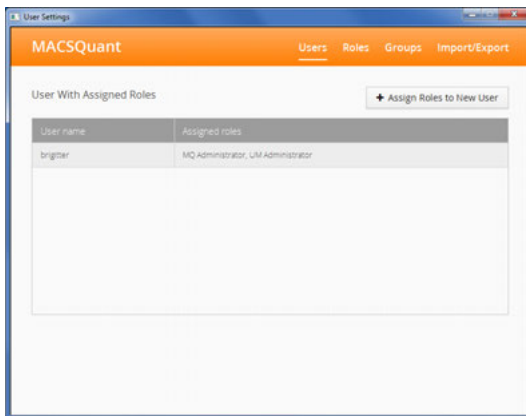 User Settings
MACSQuant
Users Roles Groups Import/Export
User With Assigned Roles
+ Assign Roles to New User
User name Assigned roles
brigitter MQ Administrator, UM Administrator